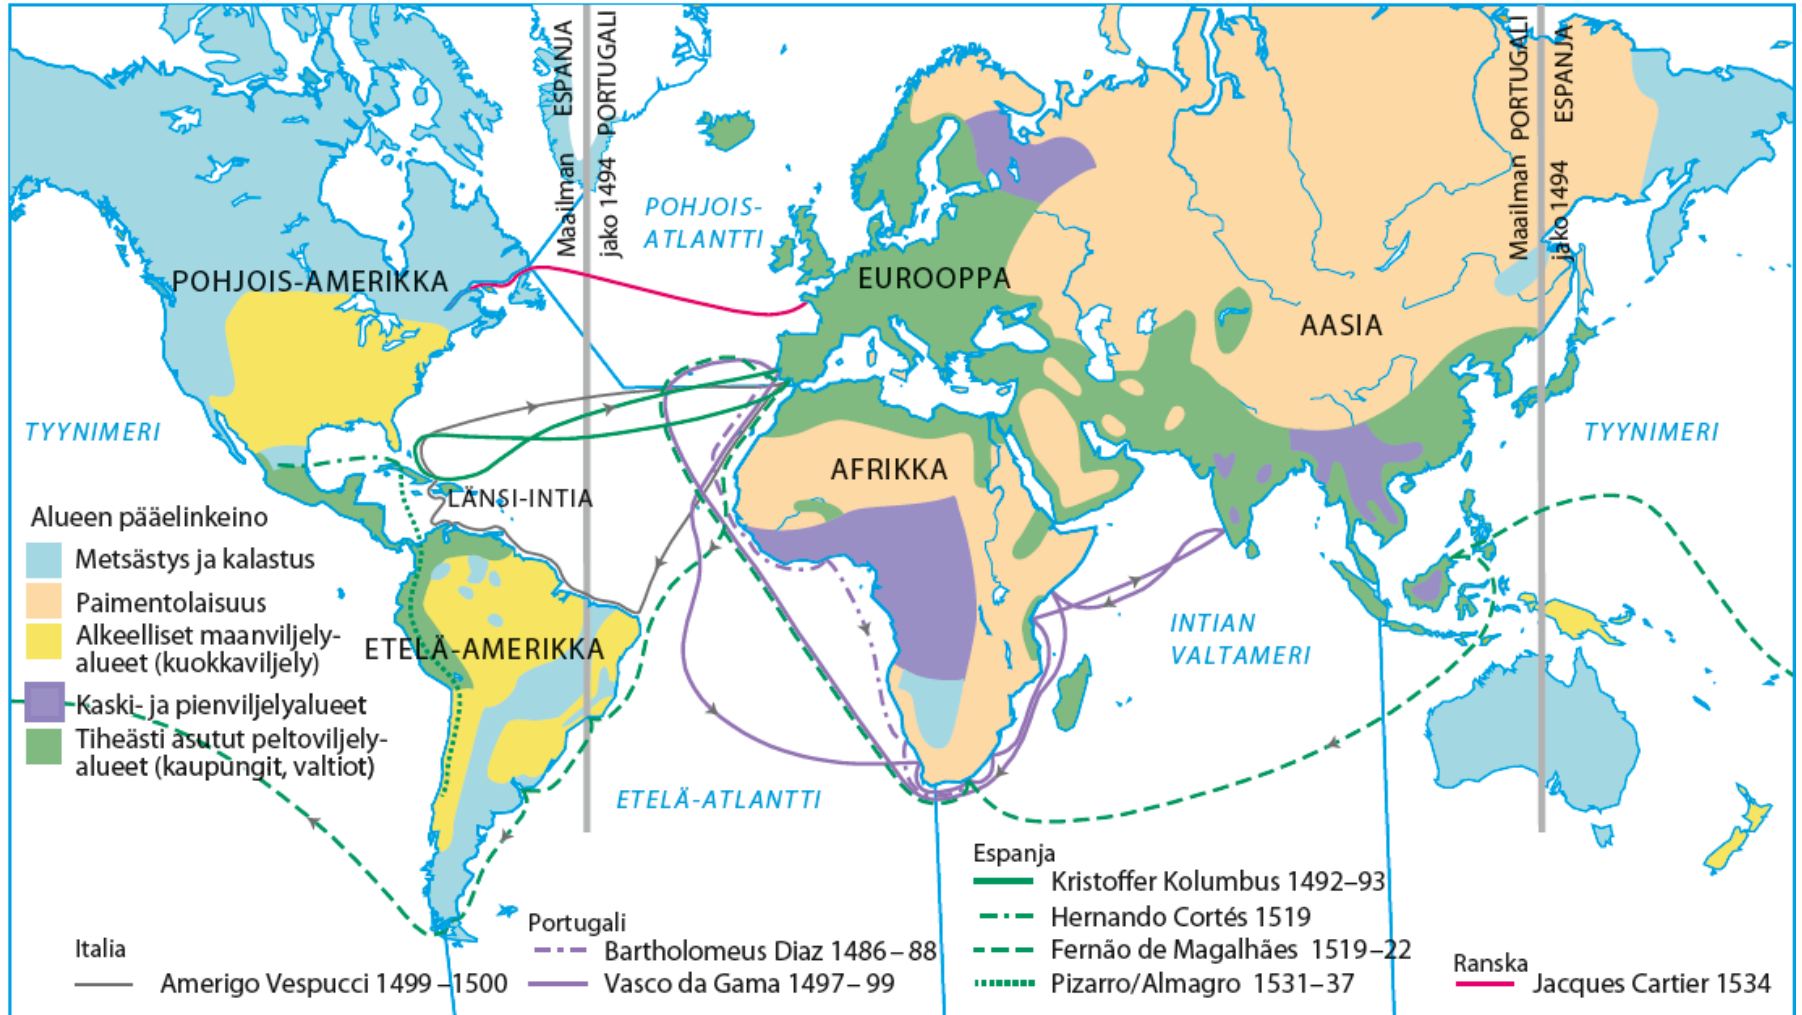 Maailman ESPANJA
jako 1494 PORTUGALI
Maailman PORTUGALI
jako 1494 ESPANJA
POHJOIS-
ATLANTTI
POHJOIS-AMERIKKA
EUROOPPA
AASIA
TYYNIMERI
TYYNIMERI
AFRIKKA
LÄNSI-INTIA
ETELÄ-AMERIKKA
INTIAN
VALTAMERI
ETELÄ-ATLANTTI
Alueen pääelinkeino
Metsästys ja kalastus
Paimentolaisuus
Alkeelliset maanviljely-
alueet (kuokkaviljely)
Kaski- ja pienviljelyalueet
Tiheästi asutut peltoviljely-
alueet (kaupungit, valtiot)
Italia
Amerigo Vespucci 1499–1500
Portugali
Bartholomeus Diaz 1486–88
Vasco da Gama 1497–99
Espanja
Kristoffer Kolumbus 1492–93
Hernando Cortés 1519
Fernão de Magalhães 1519–22
Pizarro/Almagro 1531–37
Ranska
Jacques Cartier 1534